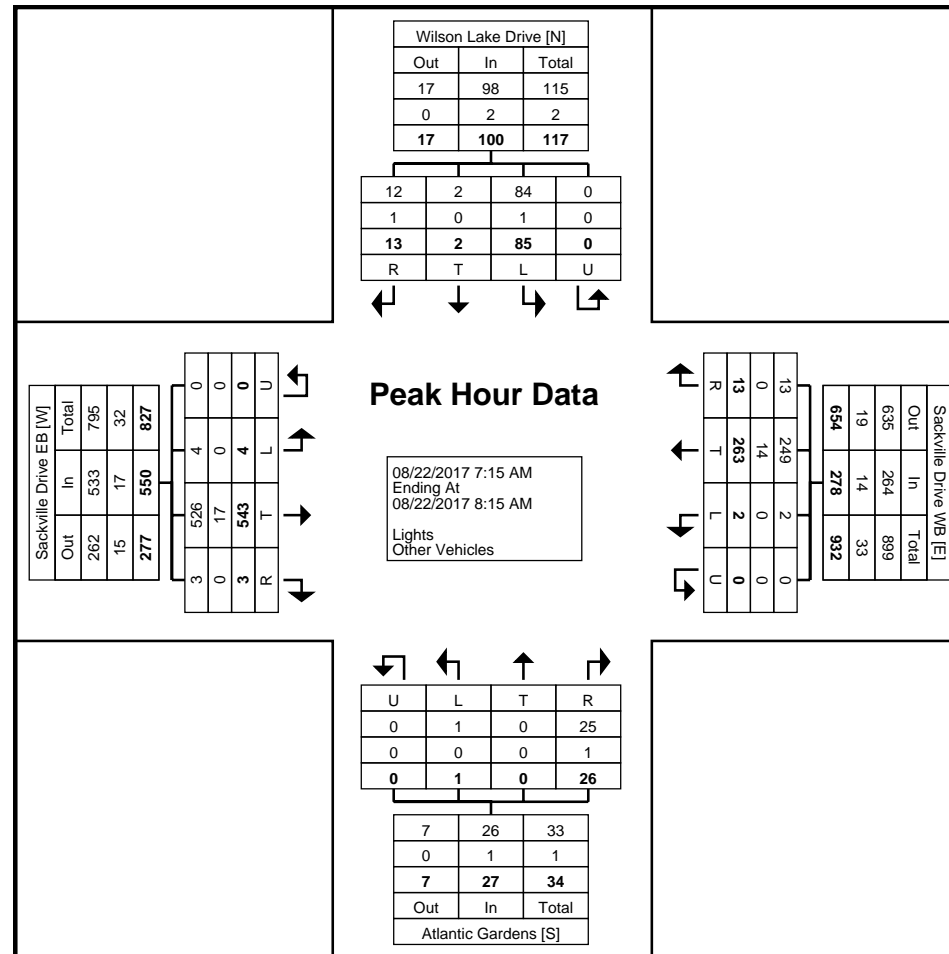 Wilson Lake Drive [N]
Out In Total
17 98 115
0 2 2
17 100 117
12 2 84 0
1 0 1 0
13 2 85 0
R T L U
Sackville Drive EB [W]
Total In Out
795 533 262
32 17 15
827 550 277
0 4 526 3
0 0 17 0
0 4 543 3
U L T R
Peak Hour Data
08/22/2017 7:15 AM
Ending At
08/22/2017 8:15 AM
Lights
Other Vehicles
R T L U
13 263 2 0
0 14 0 0
13 249 2 0
654 278 932
19 14 33
635 264 899
Out In Total
Sackville Drive WB [E]
U L T R
0 1 0 25
0 0 0 1
0 1 0 26
7 26 33
0 1 1
7 27 34
Out In Total
Atlantic Gardens [S]